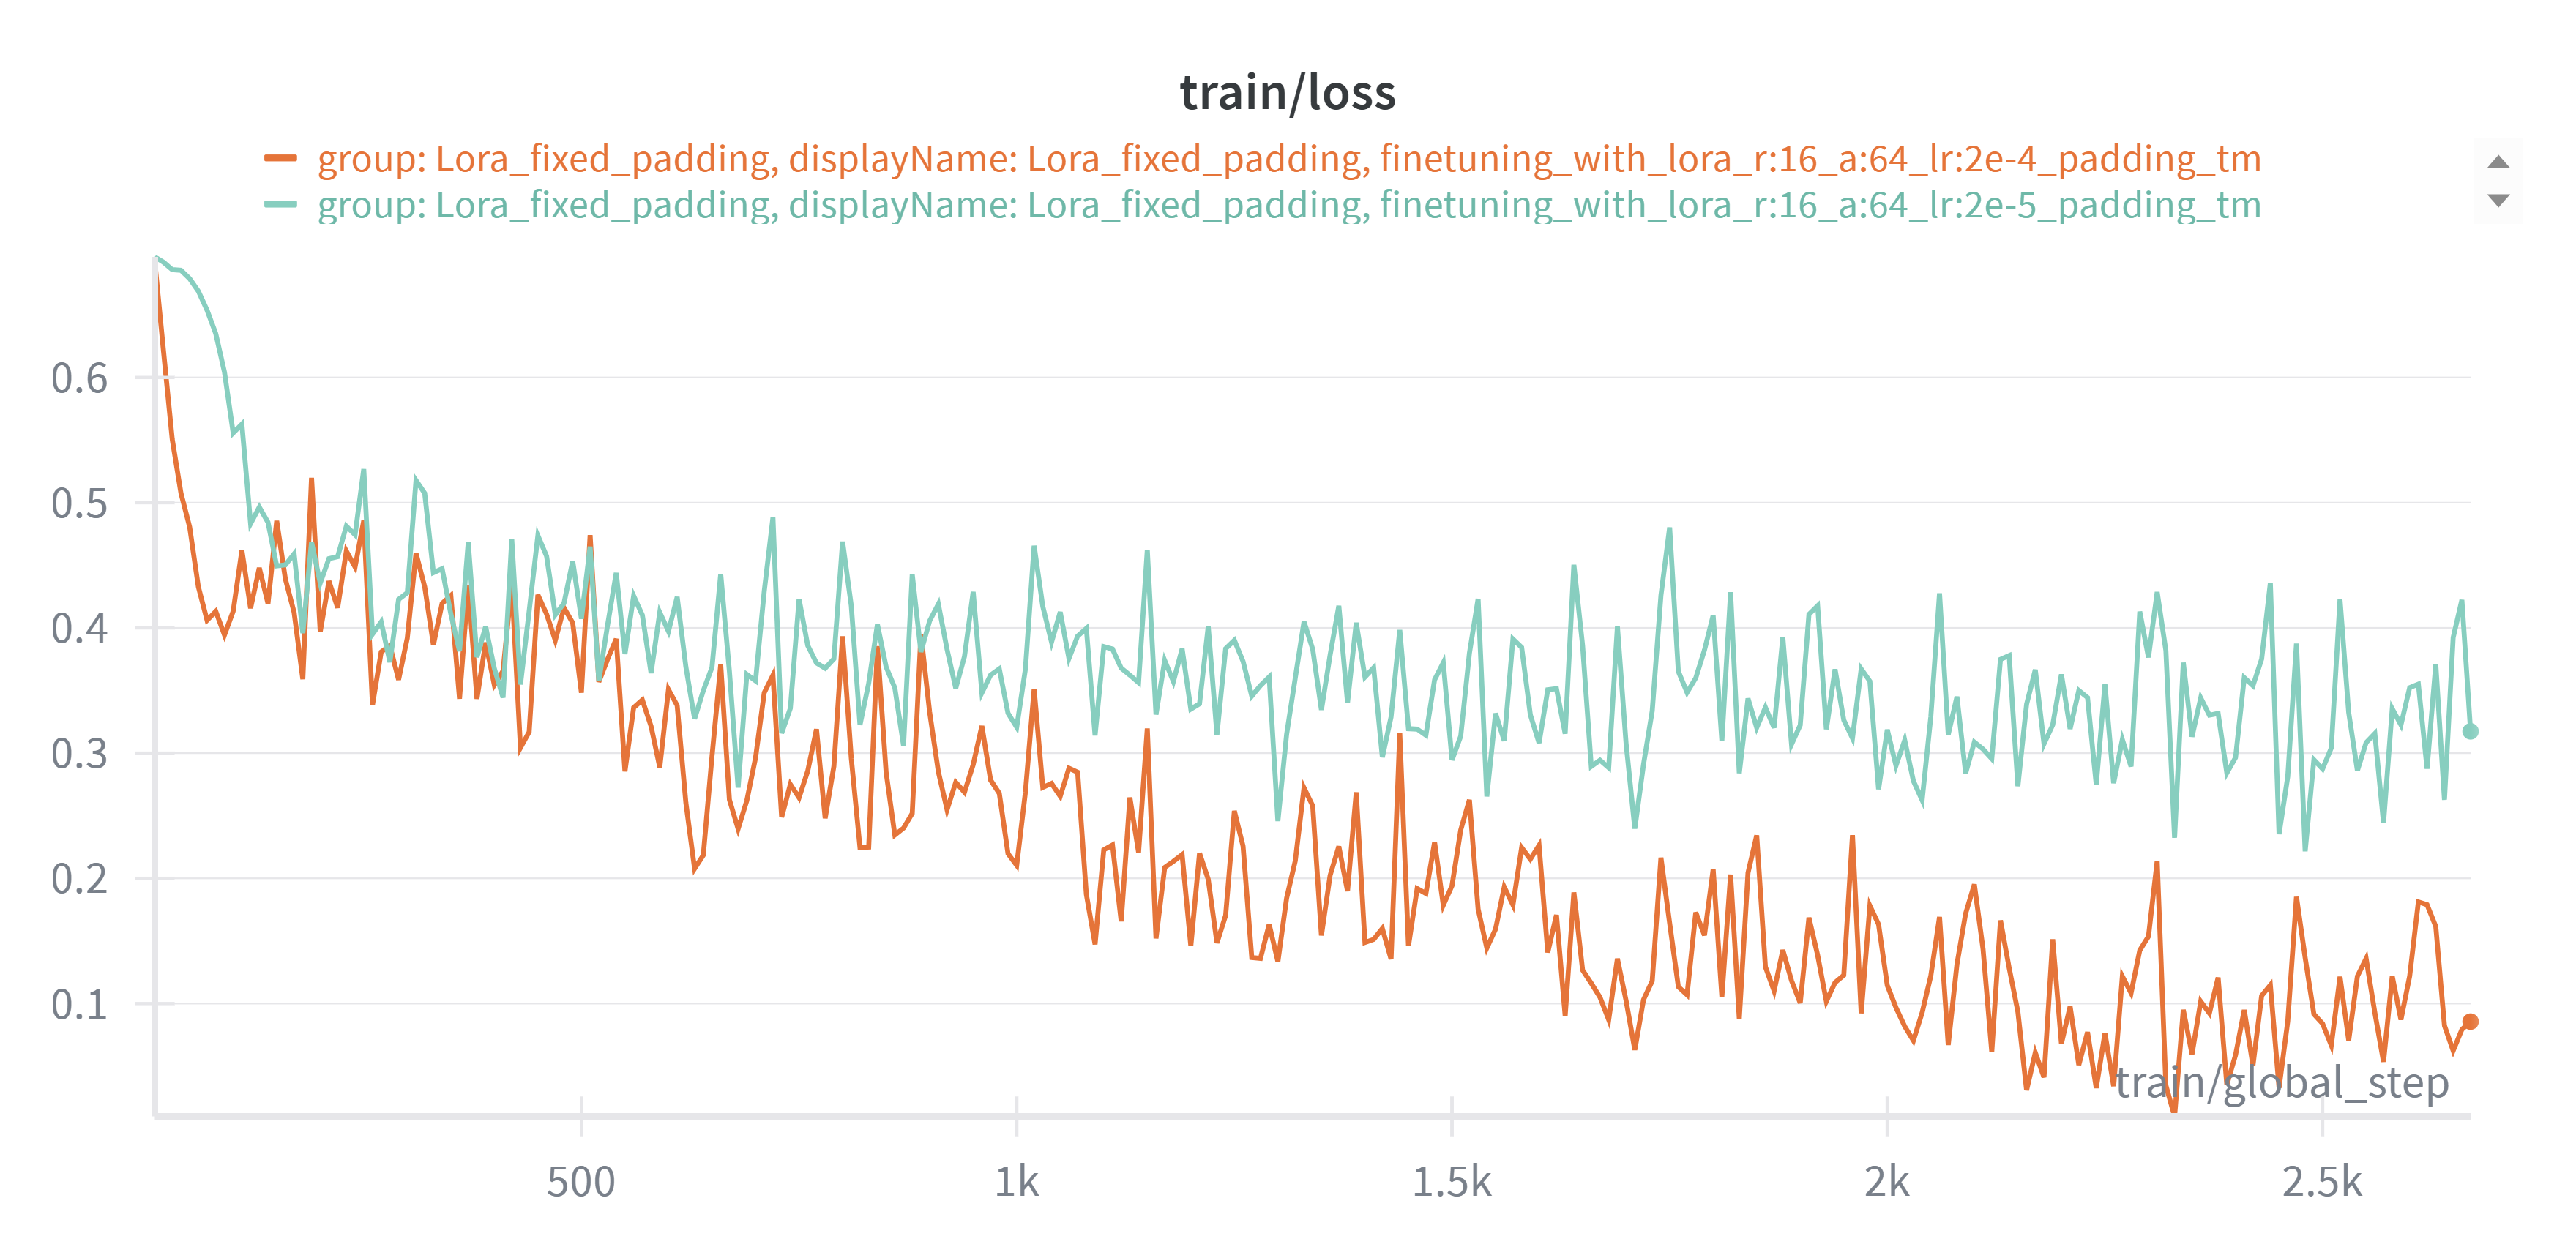 train/loss
group: Lora_fixed_padding, displayName: Lora_fixed_padding, finetuning_with_lora_r:16_a:64_lr:2e-4_padding_tm
group: Lora_fixed_padding, displayName: Lora_fixed_padding, finetuning_with_lora_r:16_a:64_lr:2e-5_padding_tm
0.6
0.5
0.4
0.3
0.2
0.1
train/global_step
500
1k
1.5k
2k
2.5k